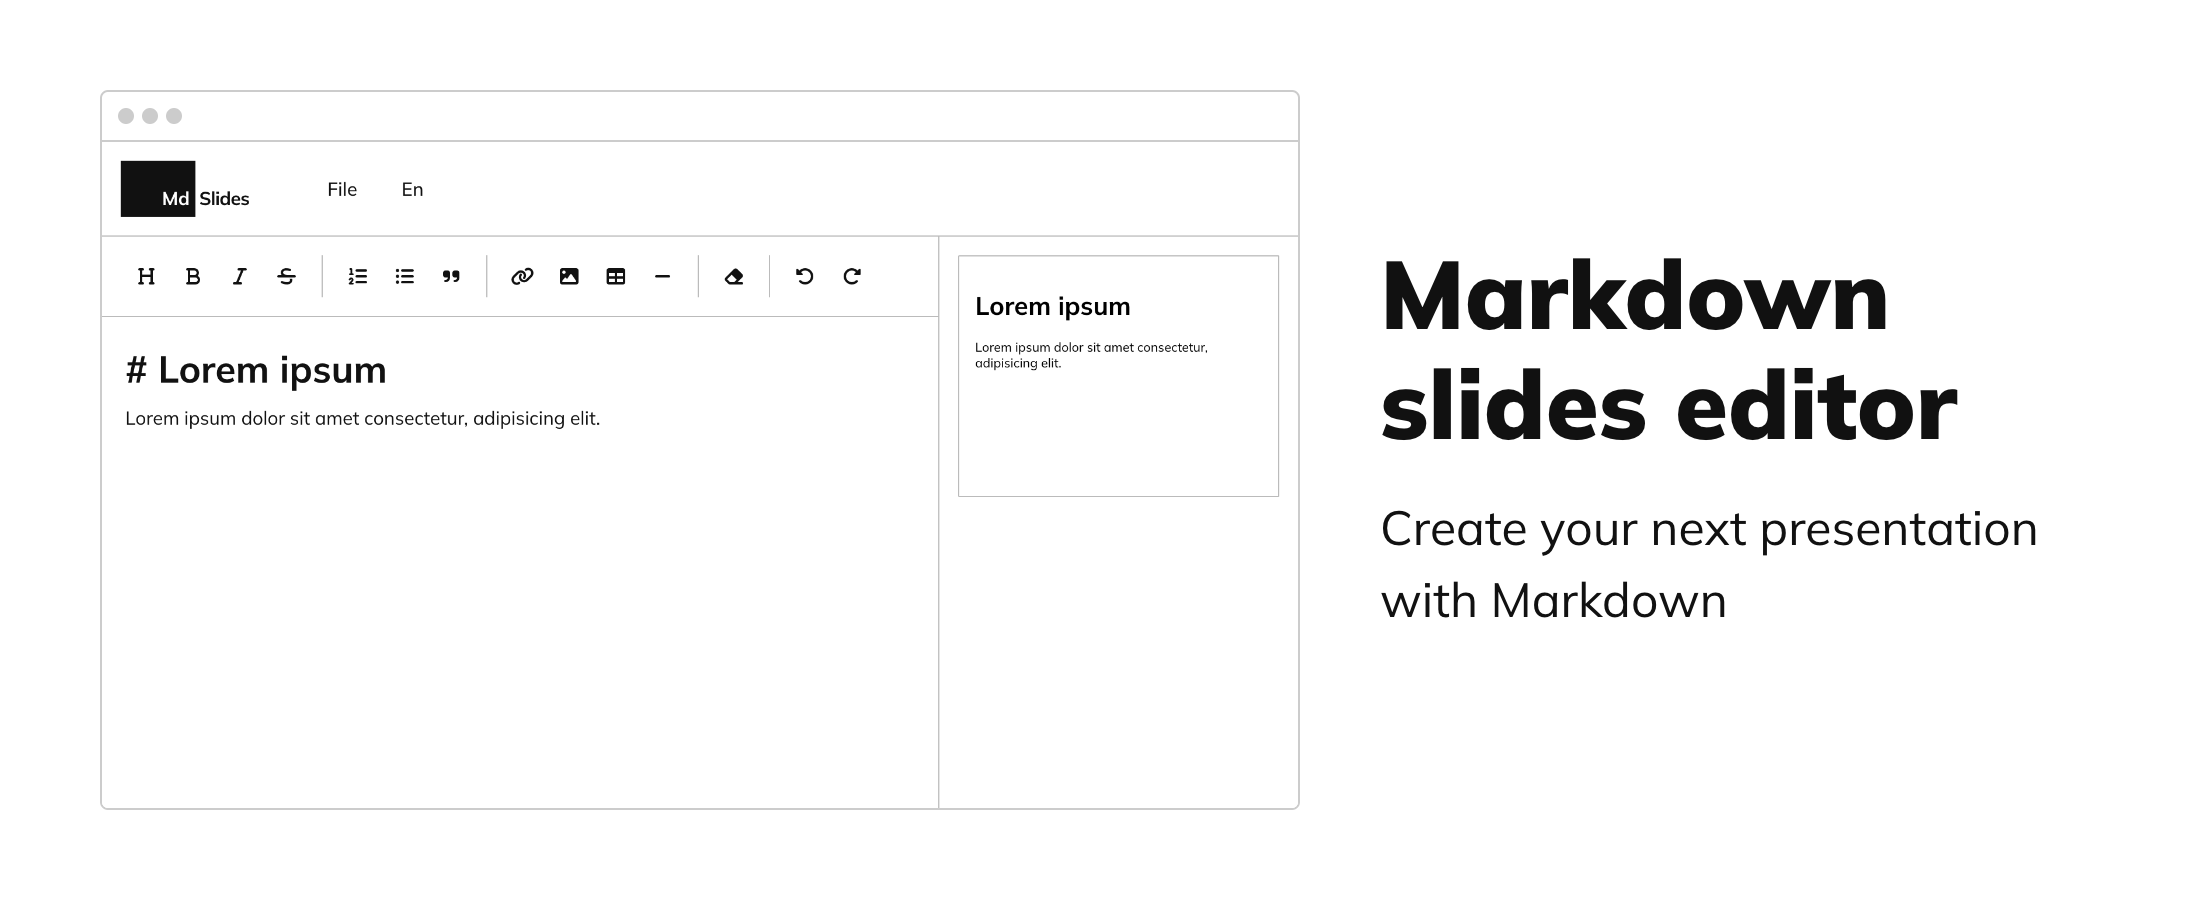 Md Slides
File
En
# Lorem ipsum
Lorem ipsum dolor sit amet consectetur, adipisicing elit.
Lorem ipsum
Lorem ipsum dolor sit amet consectetur,
adipisicing elit.
Markdown
slides editor
Create your next presentation
with Markdown